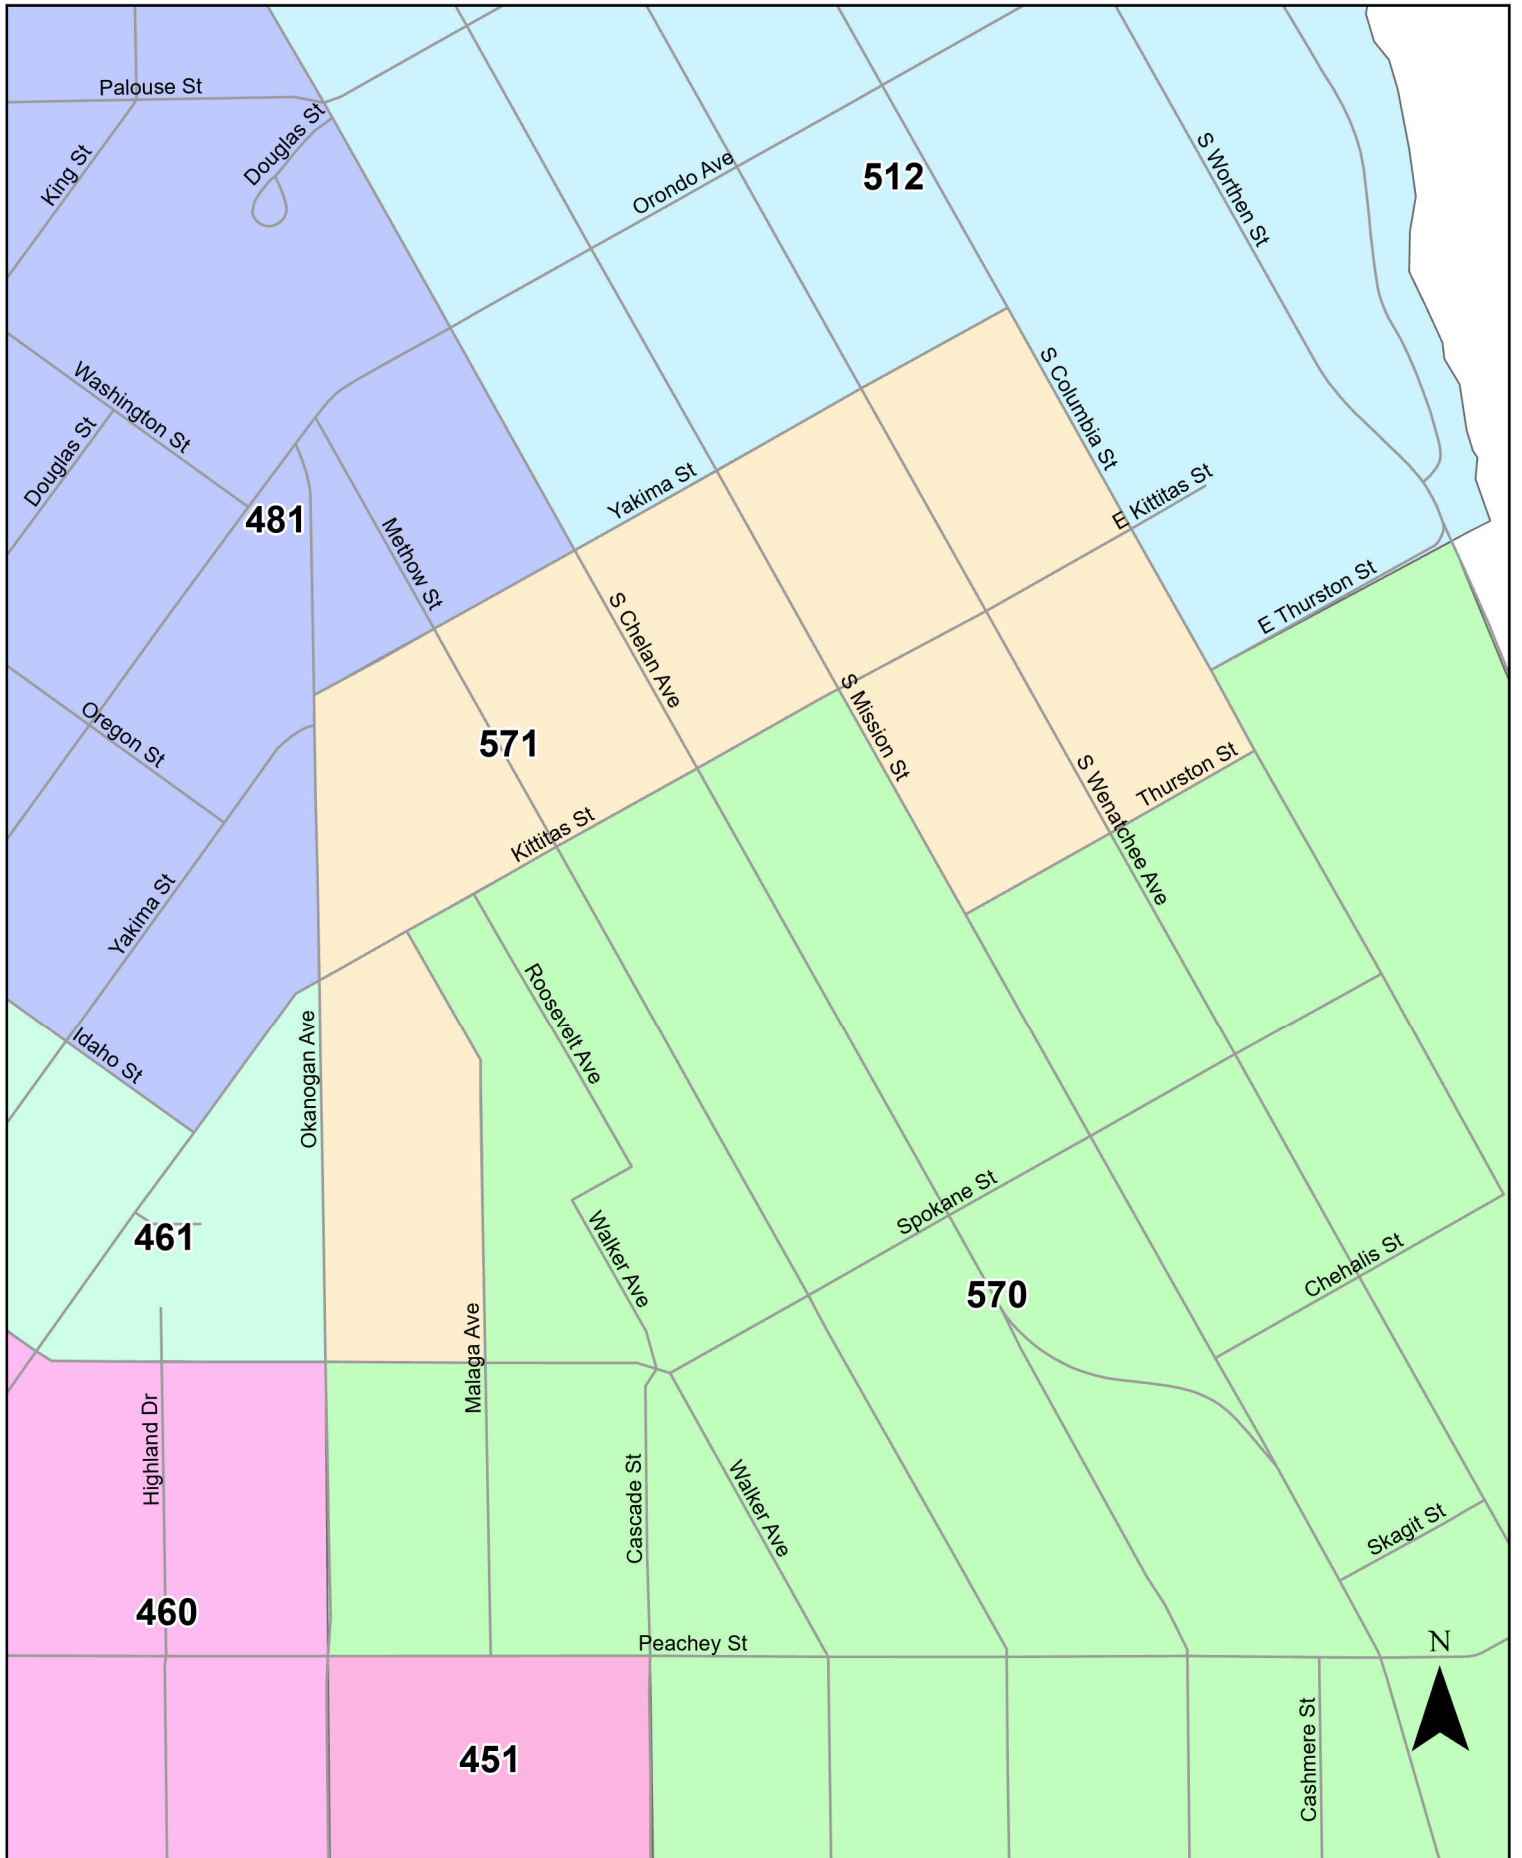 Palouse St
Douglas St
King St
Orondo Ave
512
S Worthen St
Washington St
Douglas St
S Columbia St
Yakima St
E Kittitas St
481
Methow St
E Thurston St
S Chelan Ave
S Mission St
Oregon St
571
Thurston St
S Wenatchee Ave
Kittitas St
Yakima St
Roosevelt Ave
Idaho St
Okanogan Ave
461
Walker Ave
Spokane St
570
Chehalis St
Malaga Ave
Highland Dr
Cascade St
Walker Ave
Skagit St
460
Peachey St
N
451
Cashmere St